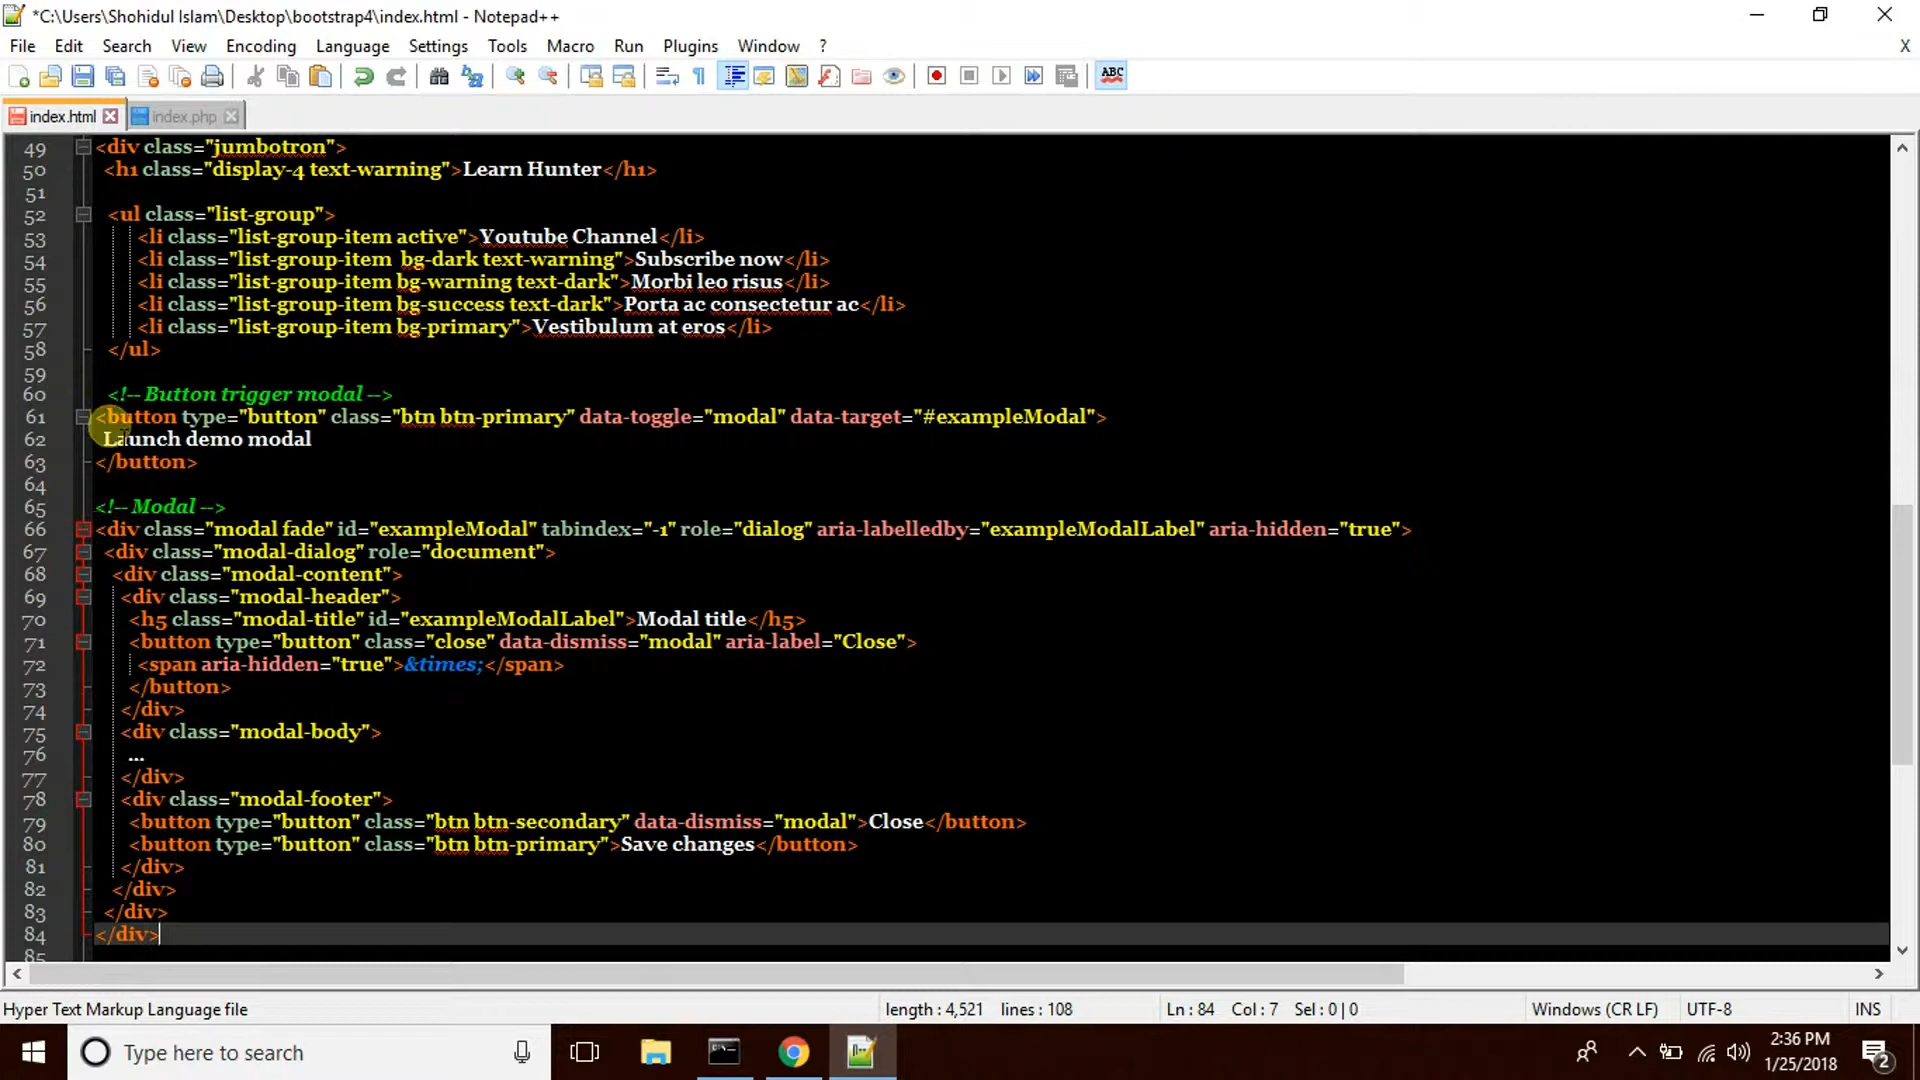 *C:\Users\Shohidul Islam\Desktop\bootstrap4\index.html - Notepad++
File Edit Search View Encoding Language Settings Tools Macro Run Plugins Window ? X
ABC
index.html index.php
49 <div class="jumbotron">
50 <h1 class="display-4 text-warning">Learn Hunter</h1>
51
52 <ul class="list-group">
53 <li class="list-group-item active">Youtube Channel</li>
54 <li class="list-group-item  bg-dark text-warning">Subscribe now</li>
55 <li class="list-group-item bg-warning text-dark">Morbi leo risus</li>
56 <li class="list-group-item bg-success text-dark">Porta ac consectetur ac</li>
57 <li class="list-group-item bg-primary">Vestibulum at eros</li>
58 </ul>
59
60 <!-- Button trigger modal -->
61 <button type="button" class="btn btn-primary" data-toggle="modal" data-target="#exampleModal">
62 Launch demo modal
63 </button>
64
65 <!-- Modal -->
66 <div class="modal fade" id="exampleModal" tabindex="-1" role="dialog" aria-labelledby="exampleModalLabel" aria-hidden="true">
67 <div class="modal-dialog" role="document">
68 <div class="modal-content">
69 <div class="modal-header">
70 <h5 class="modal-title" id="exampleModalLabel">Modal title</h5>
71 <button type="button" class="close" data-dismiss="modal" aria-label="Close">
72 <span aria-hidden="true">&times;</span>
73 </button>
74 </div>
75 <div class="modal-body">
76 ...
77 </div>
78 <div class="modal-footer">
79 <button type="button" class="btn btn-secondary" data-dismiss="modal">Close</button>
80 <button type="button" class="btn btn-primary">Save changes</button>
81 </div>
82 </div>
83 </div>
84 </div>
85
Hyper Text Markup Language file length : 4,521 lines : 108 Ln : 84 Col : 7 Sel : 0 | 0 Windows (CR LF) UTF-8 INS
Type here to search
2:36 PM
1/25/2018
2